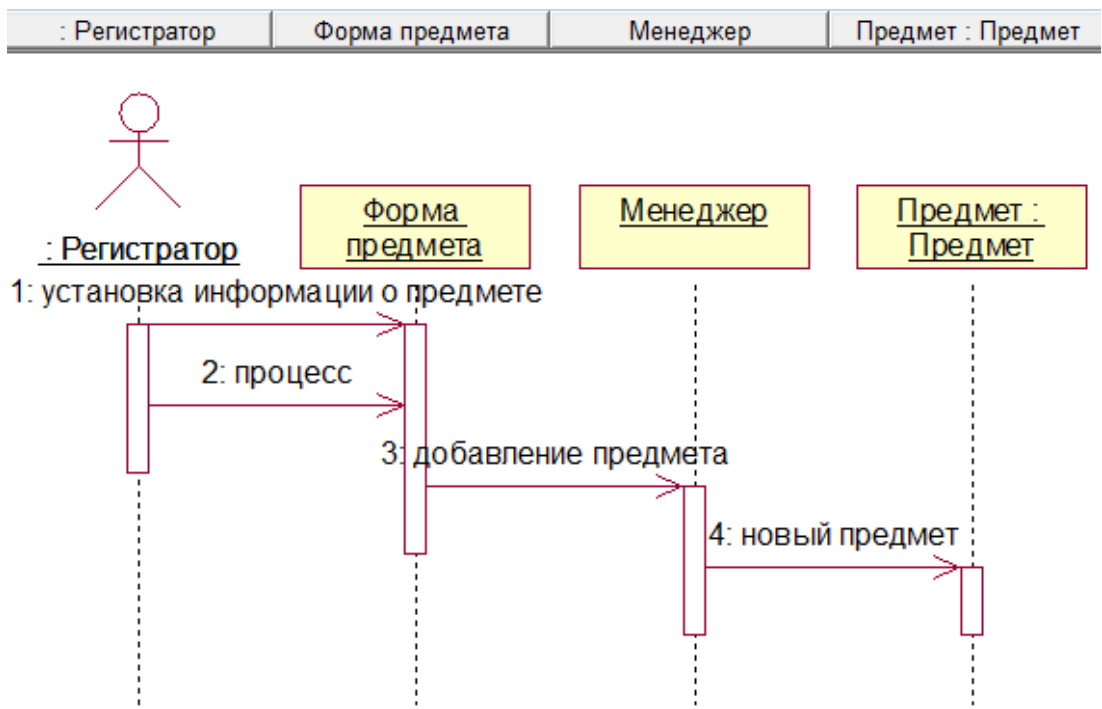 : Регистратор
Форма предмета
Менеджер
Предмет : Предмет
: Регистратор
Форма
предмета
Менеджер
Предмет :
Предмет
1: установка информации о предмете
2: процесс
3: добавление предмета
4: новый предмет